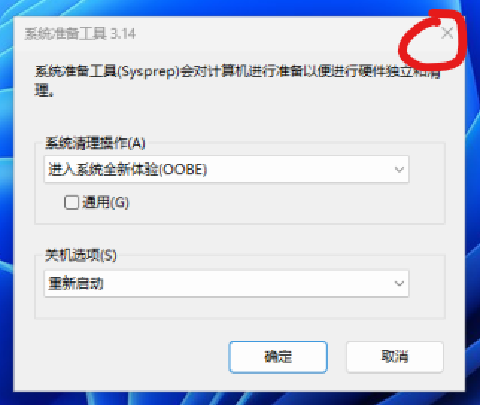 系统准备工具 3.14
系统准备工具(Sysprep)会对计算机进行准备以便进行硬件独立和清
理。
系统清理操作(A)
进入系统全新体验(OOBE)
通用(G)
关机选项(S)
重新启动
确定
取消